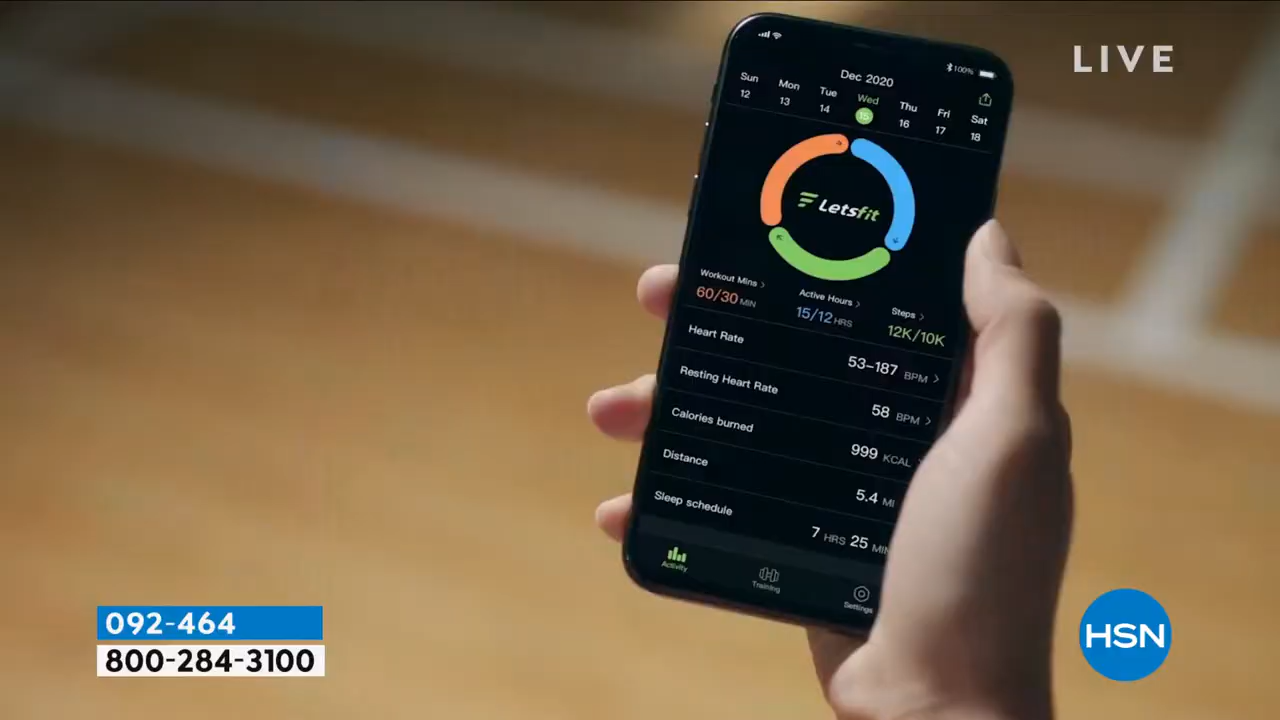 LIVE
100%
Dec 2020
Sun Mon Tue Wed Thu Fri Sat
12 13 14 15 16 17 18
Letsfit
Workout Mins
60/30 MIN
Active Hours
15/12 HRS
Steps
12K/10K
Heart Rate 53–187 BPM
Resting Heart Rate 58 BPM
Calories burned 999 KCAL
Distance 5.4 MI
Sleep schedule 7 HRS 25 MIN
Activity Training Settings
092-464
800-284-3100
HSN